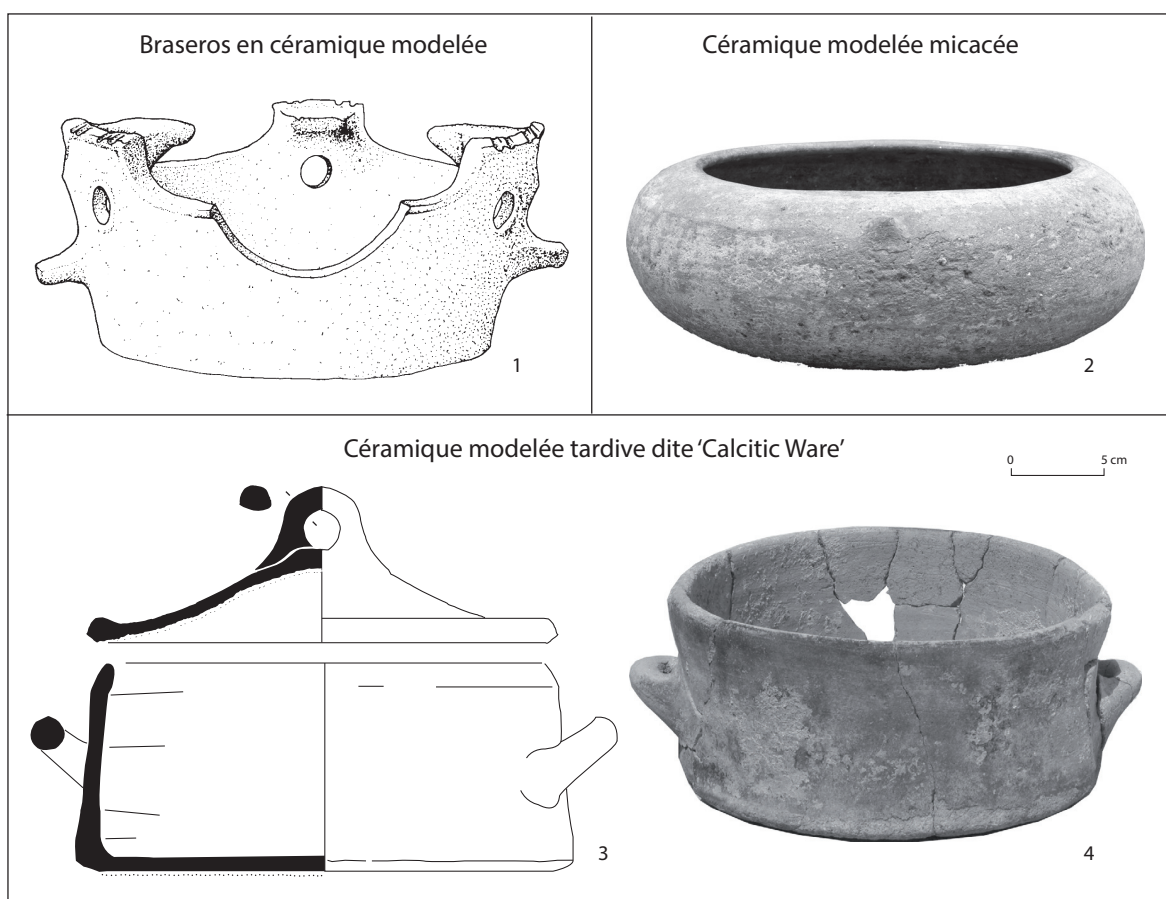 Braseros en céramique modelée
Céramique modelée micacée
1
2
Céramique modelée tardive dite ‘Calcitic Ware’
0 5 cm
3
4